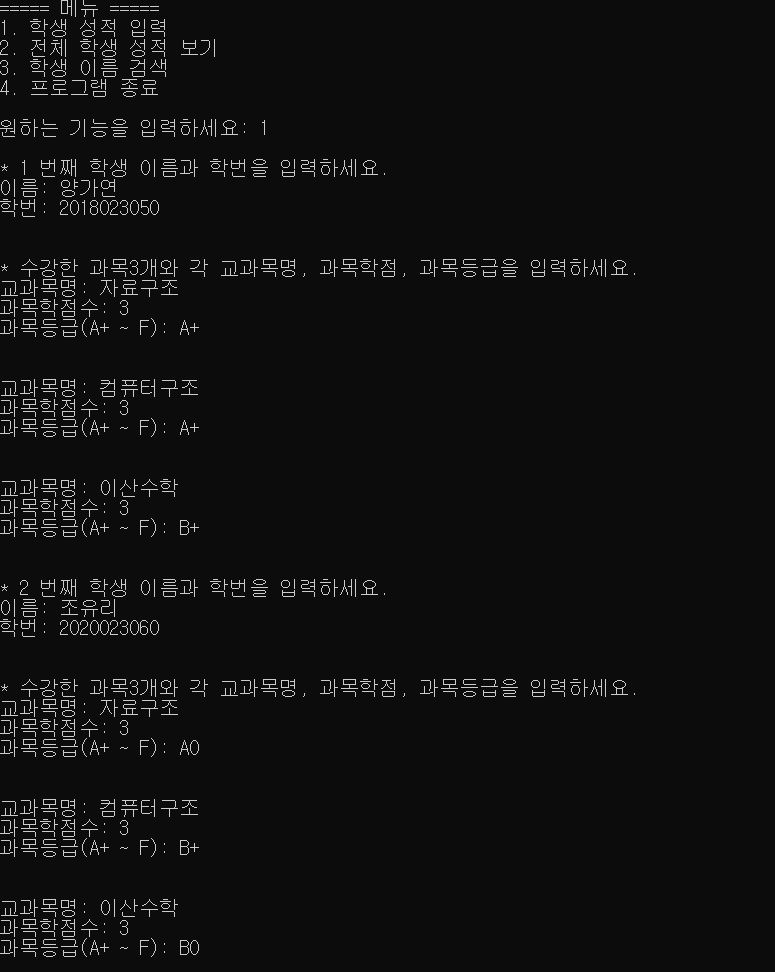 ===== 메뉴 =====
1. 학생 성적 입력
2. 전체 학생 성적 보기
3. 학생 이름 검색
4. 프로그램 종료
원하는 기능을 입력하세요: 1
* 1 번째 학생 이름과 학번을 입력하세요.
이름: 양가연
학번: 2018023050
* 수강한 과목3개와 각 교과목명, 과목학점, 과목등급을 입력하세요.
교과목명: 자료구조
과목학점수: 3
과목등급(A+ ~ F): A+
교과목명: 컴퓨터구조
과목학점수: 3
과목등급(A+ ~ F): A+
교과목명: 이산수학
과목학점수: 3
과목등급(A+ ~ F): B+
* 2 번째 학생 이름과 학번을 입력하세요.
이름: 조유리
학번: 2020023060
* 수강한 과목3개와 각 교과목명, 과목학점, 과목등급을 입력하세요.
교과목명: 자료구조
과목학점수: 3
과목등급(A+ ~ F): A0
교과목명: 컴퓨터구조
과목학점수: 3
과목등급(A+ ~ F): B+
교과목명: 이산수학
과목학점수: 3
과목등급(A+ ~ F): B0